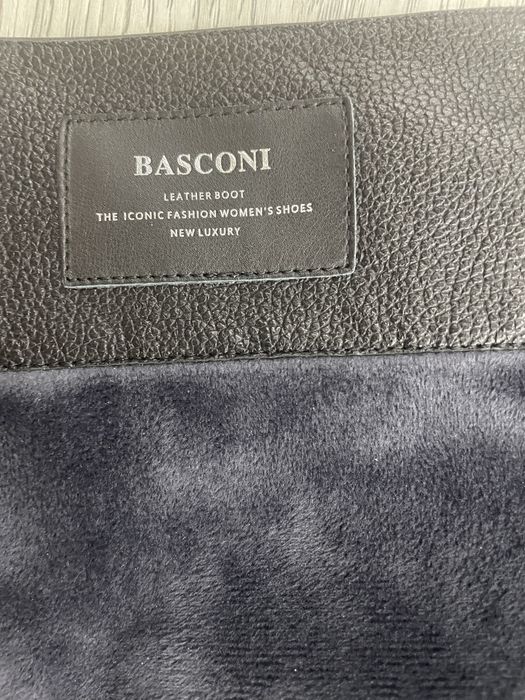 BASCONI
LEATHER BOOT
THE ICONIC FASHION WOMEN'S SHOES
NEW LUXURY